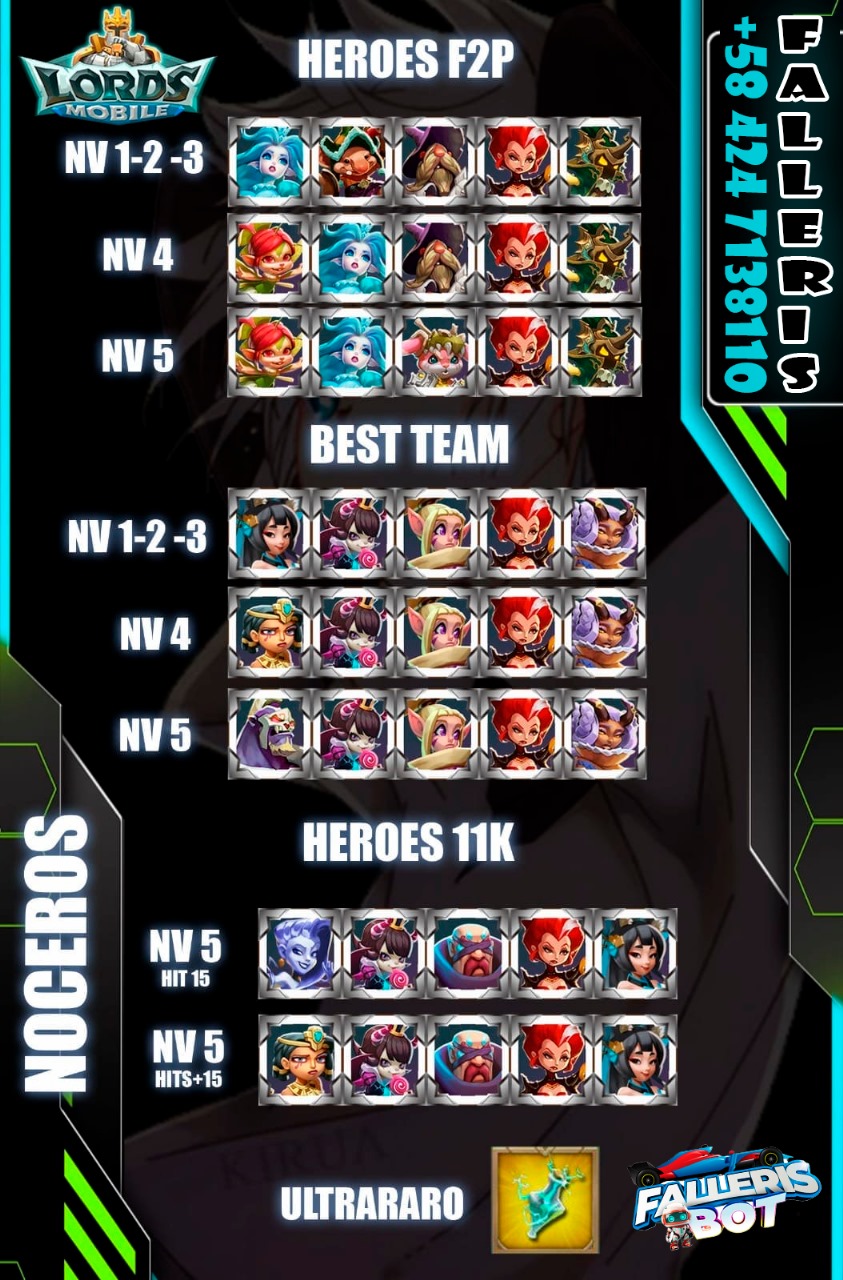 LORDS
MOBILE
HEROES F2P
NV 1-2 -3
NV 4
NV 5
BEST TEAM
NV 1-2 -3
NV 4
NV 5
HEROES 11K
NV 5
HIT 15
NV 5
HITS+15
ULTRARARO
NOCEROS
FALLERIS
+58 424 7138110
KIRUA
FALLERIS
BOT